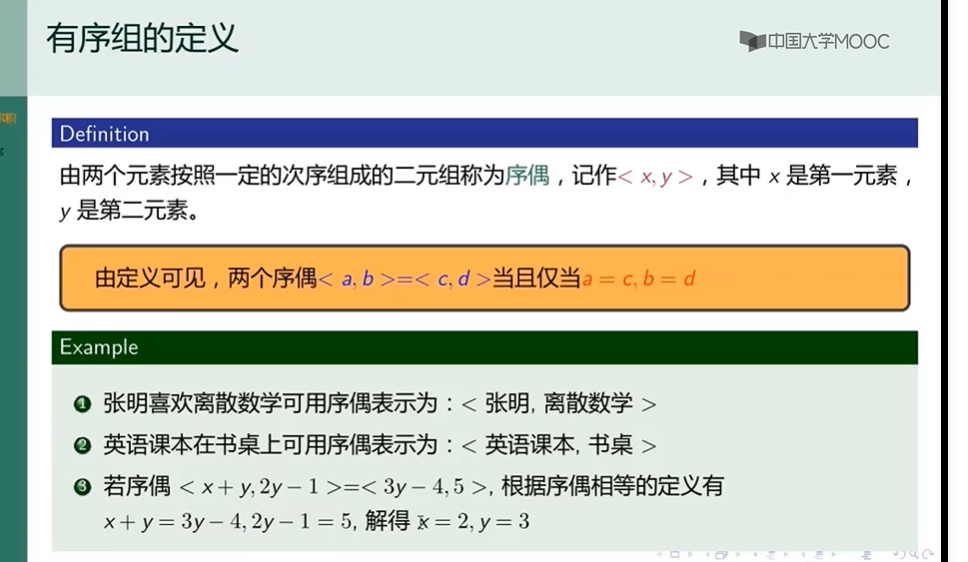 有序组的定义
中国大学MOOC
Definition
由两个元素按照一定的次序组成的二元组称为序偶，记作< x, y >，其中 x 是第一元素，
y 是第二元素。
由定义可见，两个序偶< a, b >=< c, d >当且仅当a = c, b = d
Example
1 张明喜欢离散数学可用序偶表示为：< 张明, 离散数学 >
2 英语课本在书桌上可用序偶表示为：< 英语课本, 书桌 >
3 若序偶 < x + y, 2y − 1 >=< 3y − 4, 5 >, 根据序偶相等的定义有
x + y = 3y − 4, 2y − 1 = 5, 解得 x = 2, y = 3